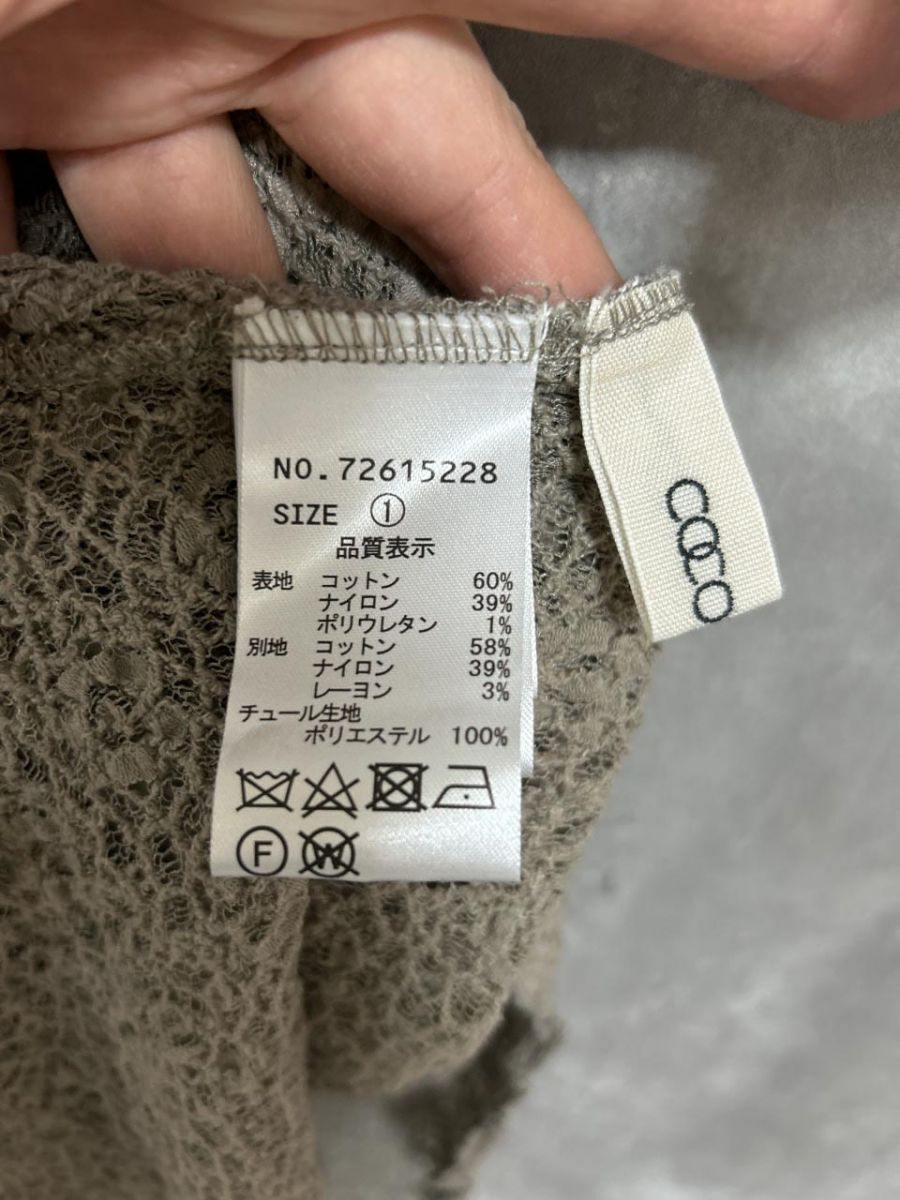 NO.72615228
SIZE ①
品質表示
表地 コットン 60%
ナイロン 39%
ポリウレタン 1%
別地 コットン 58%
ナイロン 39%
レーヨン 3%
チュール生地
ポリエステル 100%
F W
COCO